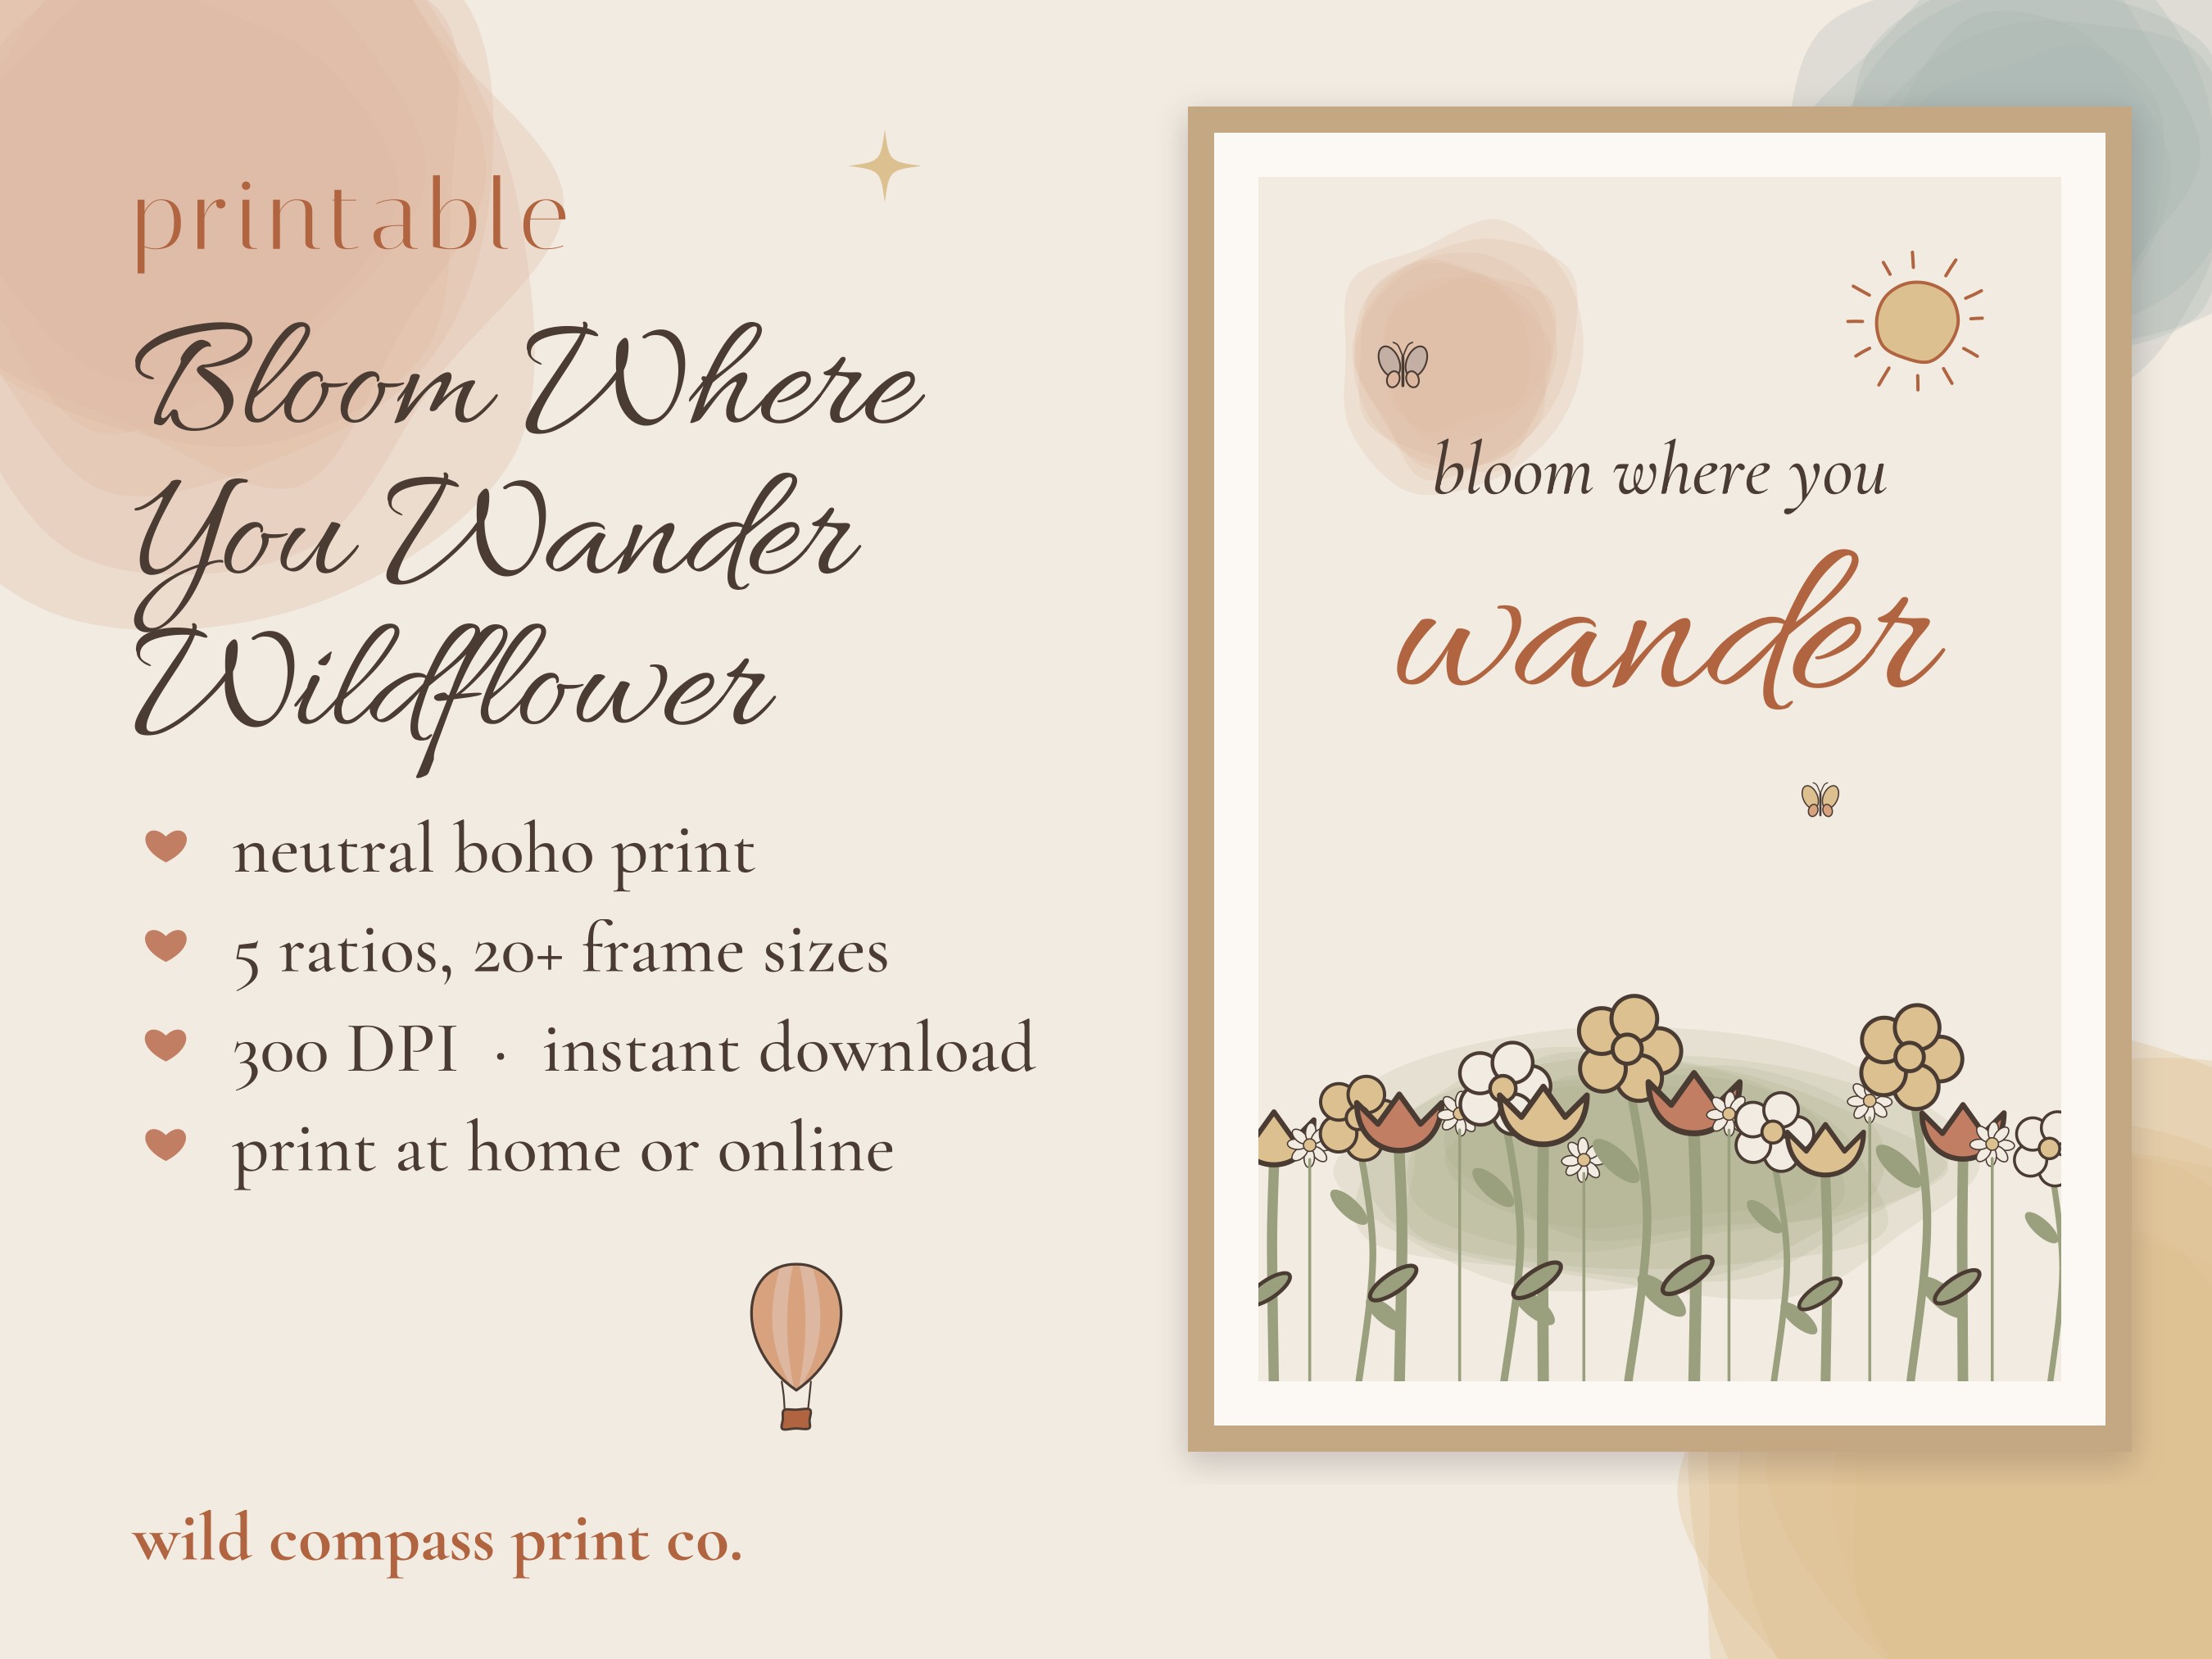 printable
Bloom Where
You Wander
Wildflower
neutral boho print
5 ratios, 20+ frame sizes
300 DPI · instant download
print at home or online
wild compass print co.
bloom where you
wander